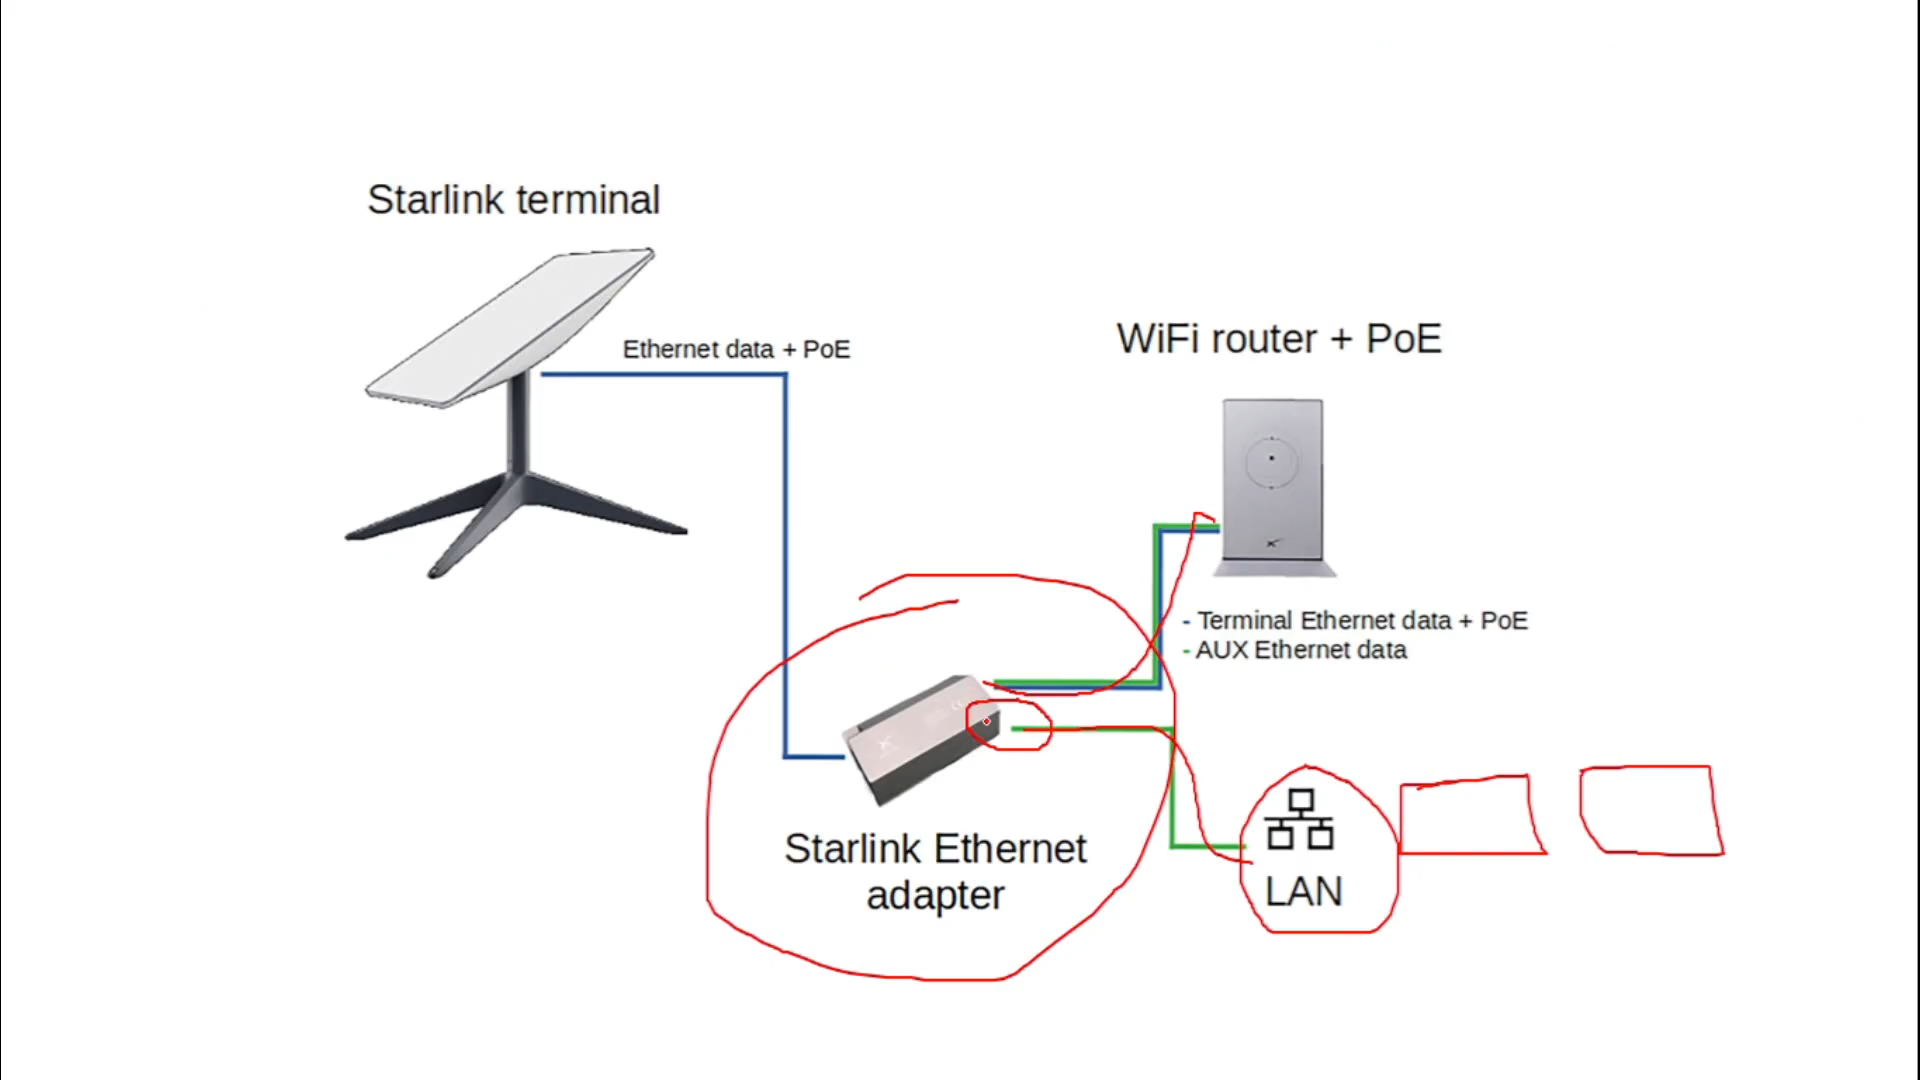 Starlink terminal
Ethernet data + PoE
WiFi router + PoE
- Terminal Ethernet data + PoE
- AUX Ethernet data
Starlink Ethernet
adapter
LAN